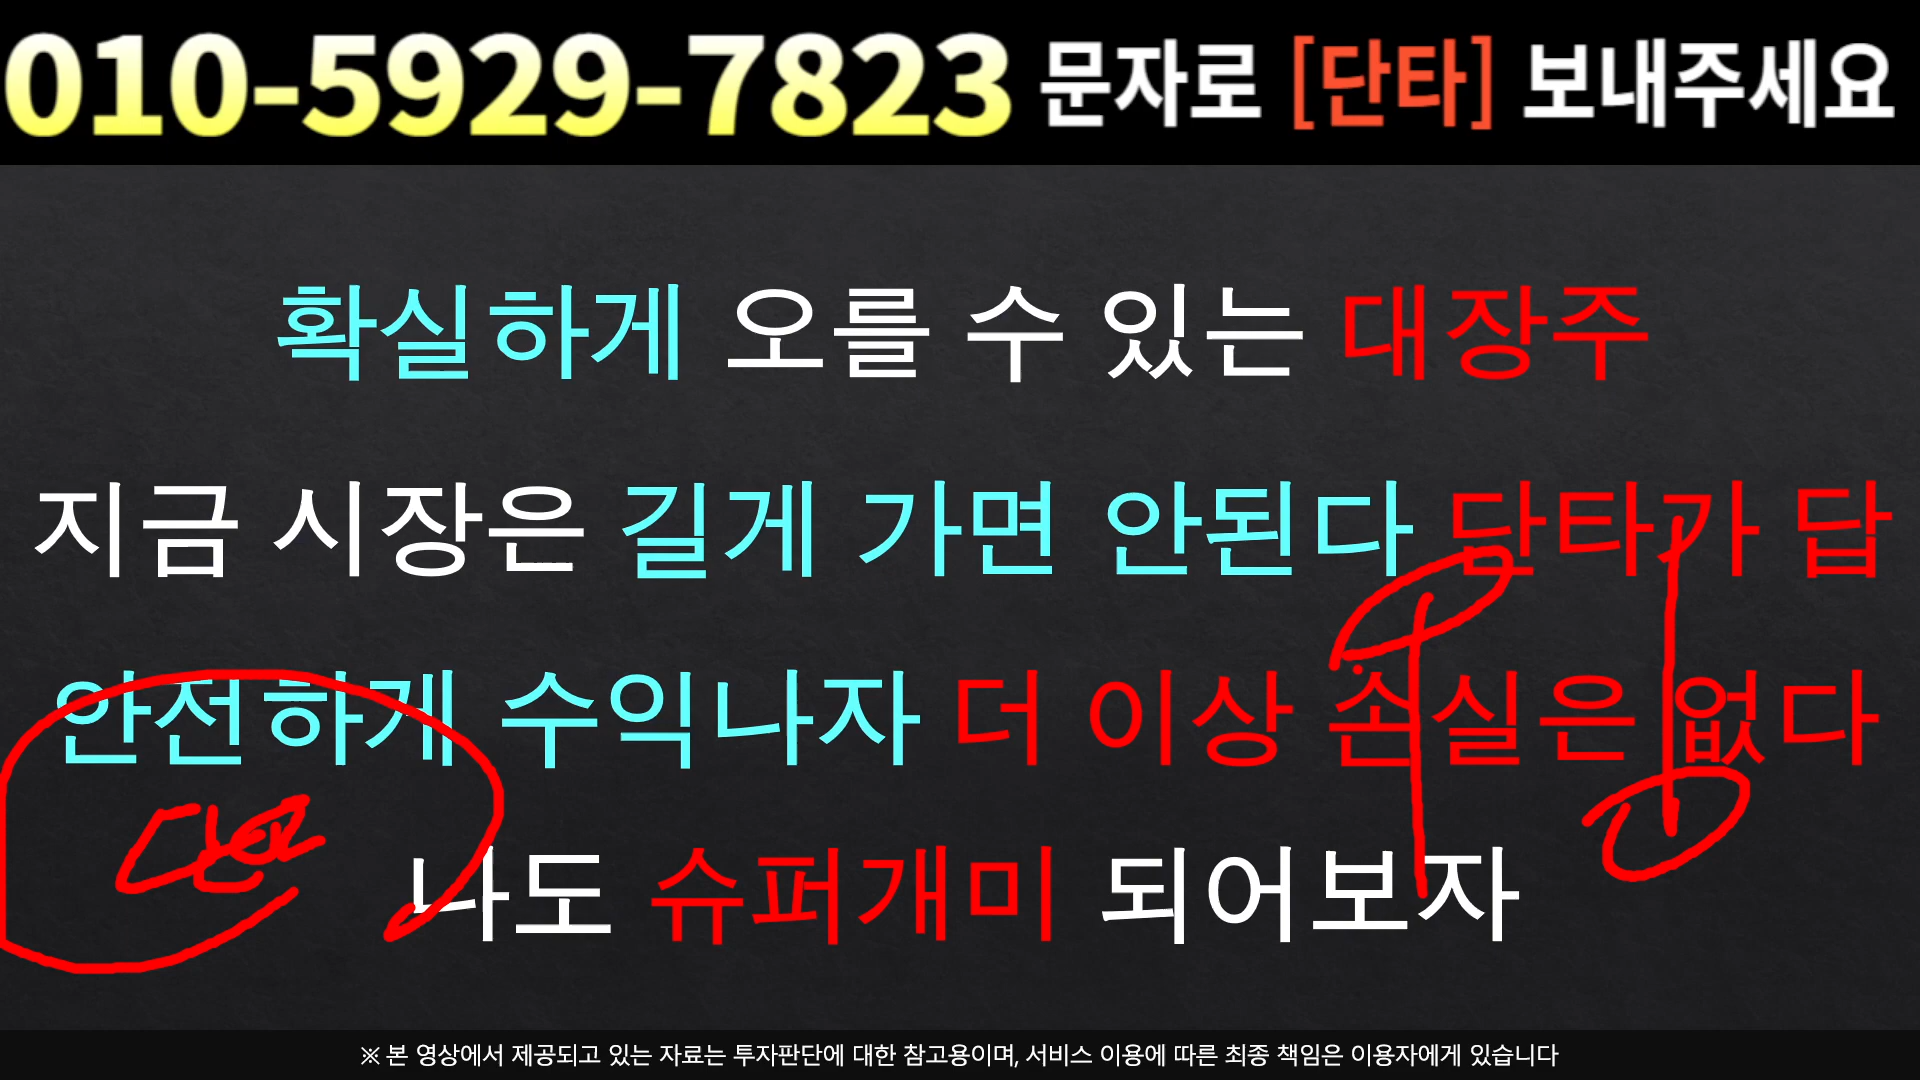 010-5929-7823 문자로 [단타] 보내주세요
확실하게 오를 수 있는 대장주
지금 시장은 길게 가면 안된다 단타가 답
안전하게 수익나자 더 이상 손실은 없다
나도 슈퍼개미 되어보자
※ 본 영상에서 제공되고 있는 자료는 투자판단에 대한 참고용이며, 서비스 이용에 따른 최종 책임은 이용자에게 있습니다